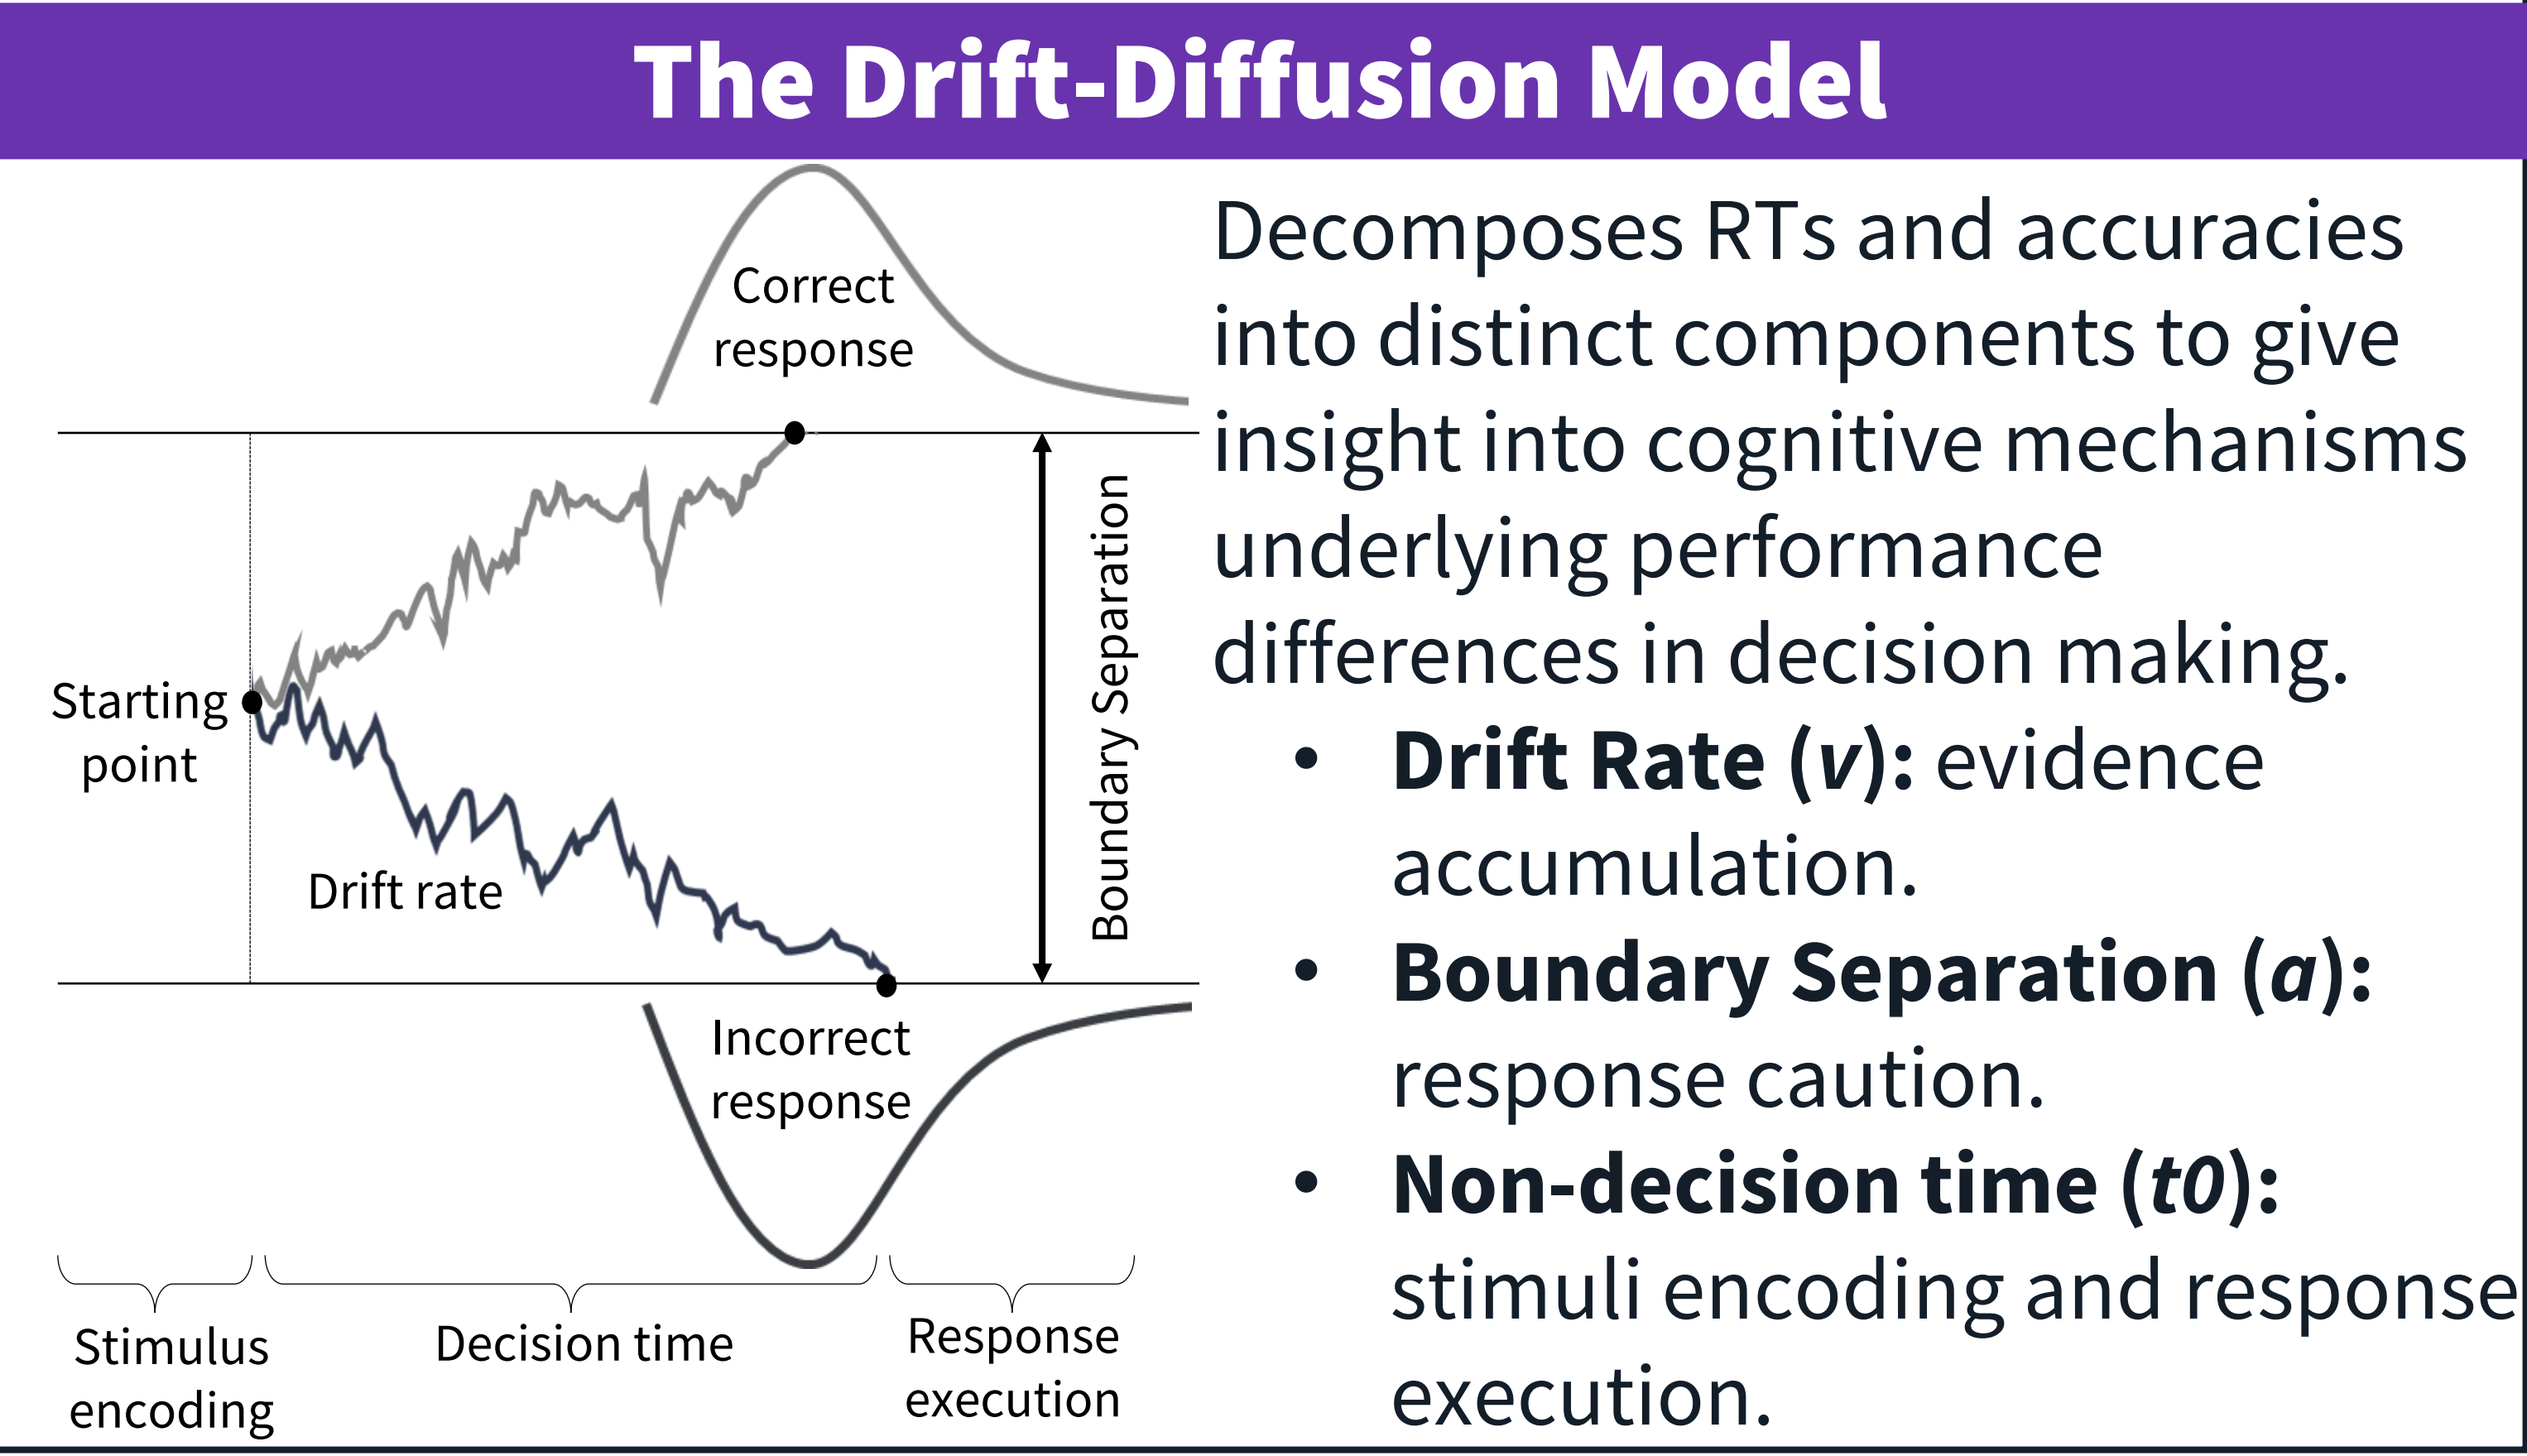 The Drift-Diffusion Model
Correct
response
Starting
point
Drift rate
Boundary Separation
Incorrect
response
Stimulus
encoding
Decision time
Response
execution
Decomposes RTs and accuracies
into distinct components to give
insight into cognitive mechanisms
underlying performance
differences in decision making.
• Drift Rate (v): evidence
accumulation.
• Boundary Separation (a):
response caution.
• Non-decision time (t0):
stimuli encoding and response
execution.